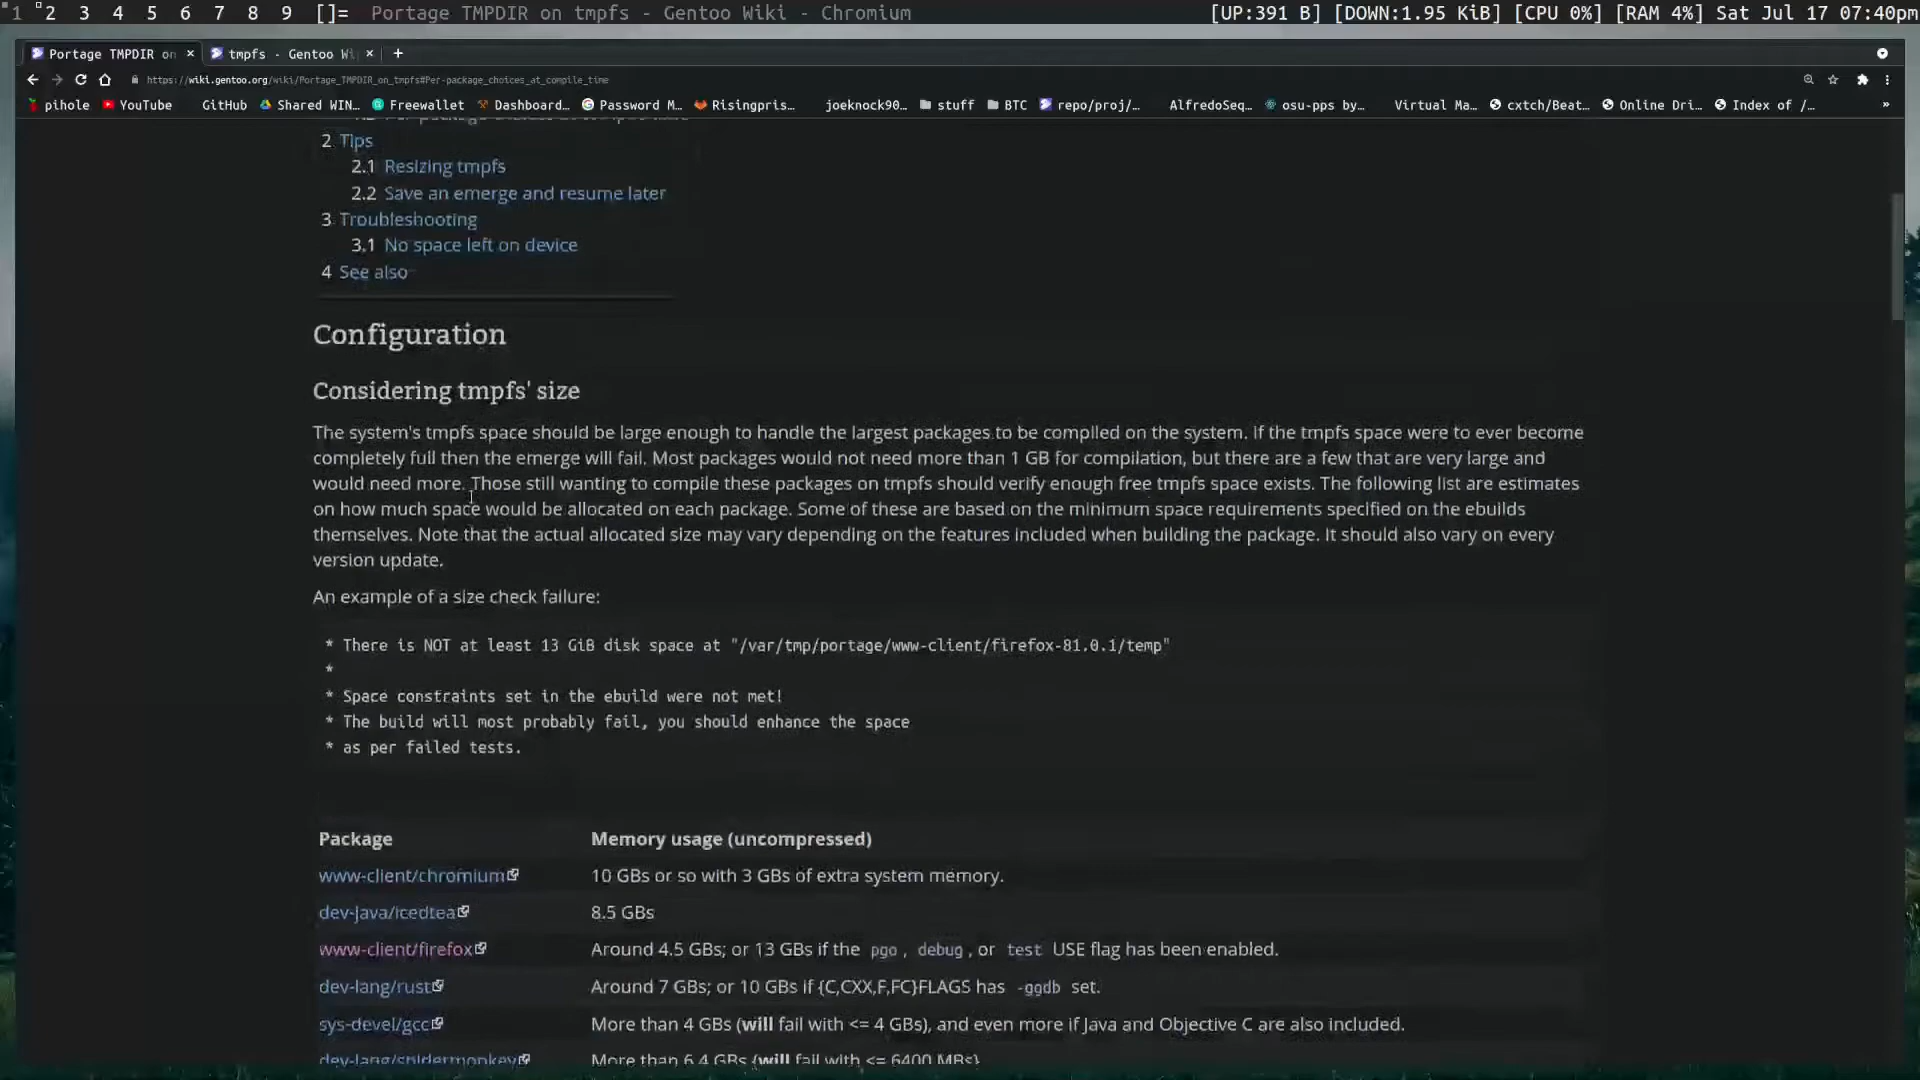 1 2 3 4 5 6 7 8 9 []= Portage TMPDIR on tmpfs - Gentoo Wiki - Chromium [UP:391 B] [DOWN:1.95 KiB] [CPU 0%] [RAM 4%] Sat Jul 17 07:40pm
Portage TMPDIR on × tmpfs - Gentoo Wi × +
https://wiki.gentoo.org/wiki/Portage_TMPDIR_on_tmpfs#Per-package_choices_at_compile_time
pihole YouTube GitHub Shared WIN... Freewallet Dashboard... Password M... Risingpris... joeknock90... stuff BTC repo/proj/... AlfredoSeq... osu-pps by... Virtual Ma... cxtch/Beat... Online Dri... Index of /... »
2 Tips
2.1 Resizing tmpfs
2.2 Save an emerge and resume later
3 Troubleshooting
3.1 No space left on device
4 See also
Configuration
Considering tmpfs' size
The system's tmpfs space should be large enough to handle the largest packages to be compiled on the system. If the tmpfs space were to ever become
completely full then the emerge will fail. Most packages would not need more than 1 GB for compilation, but there are a few that are very large and
would need more. Those still wanting to compile these packages on tmpfs should verify enough free tmpfs space exists. The following list are estimates
on how much space would be allocated on each package. Some of these are based on the minimum space requirements specified on the ebuilds
themselves. Note that the actual allocated size may vary depending on the features included when building the package. It should also vary on every
version update.
An example of a size check failure:
* There is NOT at least 13 GiB disk space at "/var/tmp/portage/www-client/firefox-81.0.1/temp"
*
* Space constraints set in the ebuild were not met!
* The build will most probably fail, you should enhance the space
* as per failed tests.
Package Memory usage (uncompressed)
www-client/chromium 10 GBs or so with 3 GBs of extra system memory.
dev-java/icedtea 8.5 GBs
www-client/firefox Around 4.5 GBs; or 13 GBs if the pgo , debug , or test USE flag has been enabled.
dev-lang/rust Around 7 GBs; or 10 GBs if {C,CXX,F,FC}FLAGS has -ggdb set.
sys-devel/gcc More than 4 GBs (will fail with <= 4 GBs), and even more if Java and Objective C are also included.
dev-lang/spidermonkey More than 6.4 GBs (will fail with <= 6400 MBs)